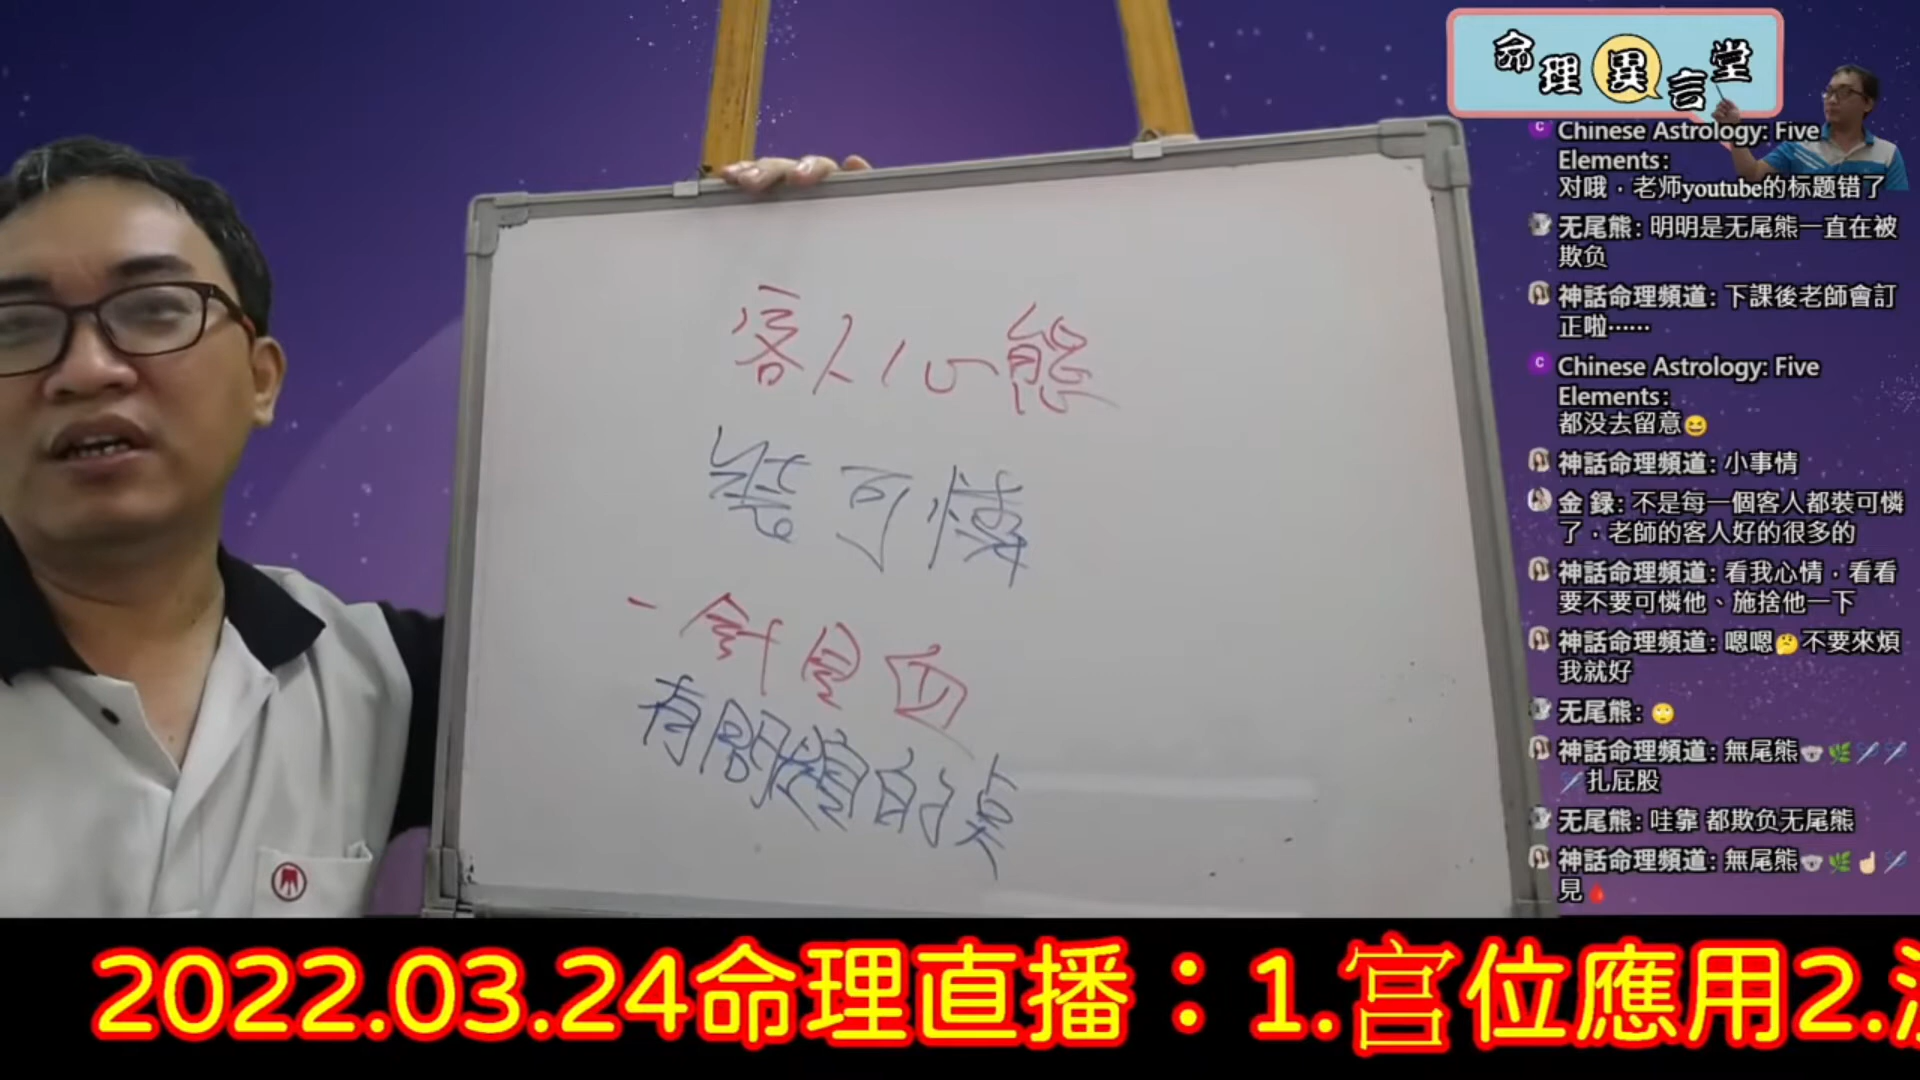 命理異言堂
客人心態
裝可憐
一針見血
有問題的点
Chinese Astrology: Five
Elements:
对哦，老师youtube的标题错了
无尾熊: 明明是无尾熊一直在被
欺负
神話命理頻道: 下課後老師會訂
正啦⋯⋯
Chinese Astrology: Five
Elements:
都没去留意😆
神話命理頻道: 小事情
金 録: 不是每一個客人都裝可憐
了，老師的客人好的很多的
神話命理頻道: 看我心情，看看
要不要可憐他、施捨他一下
神話命理頻道: 嗯嗯🤔不要來煩
我就好
无尾熊: 🙄
神話命理頻道: 無尾熊🐨🌿🪡🪡
🪡扎屁股
无尾熊: 哇靠 都欺负无尾熊
神話命理頻道: 無尾熊🐨🌿☝🏻🪡
見🩸
2022.03.24命理直播：1.宮位應用2.